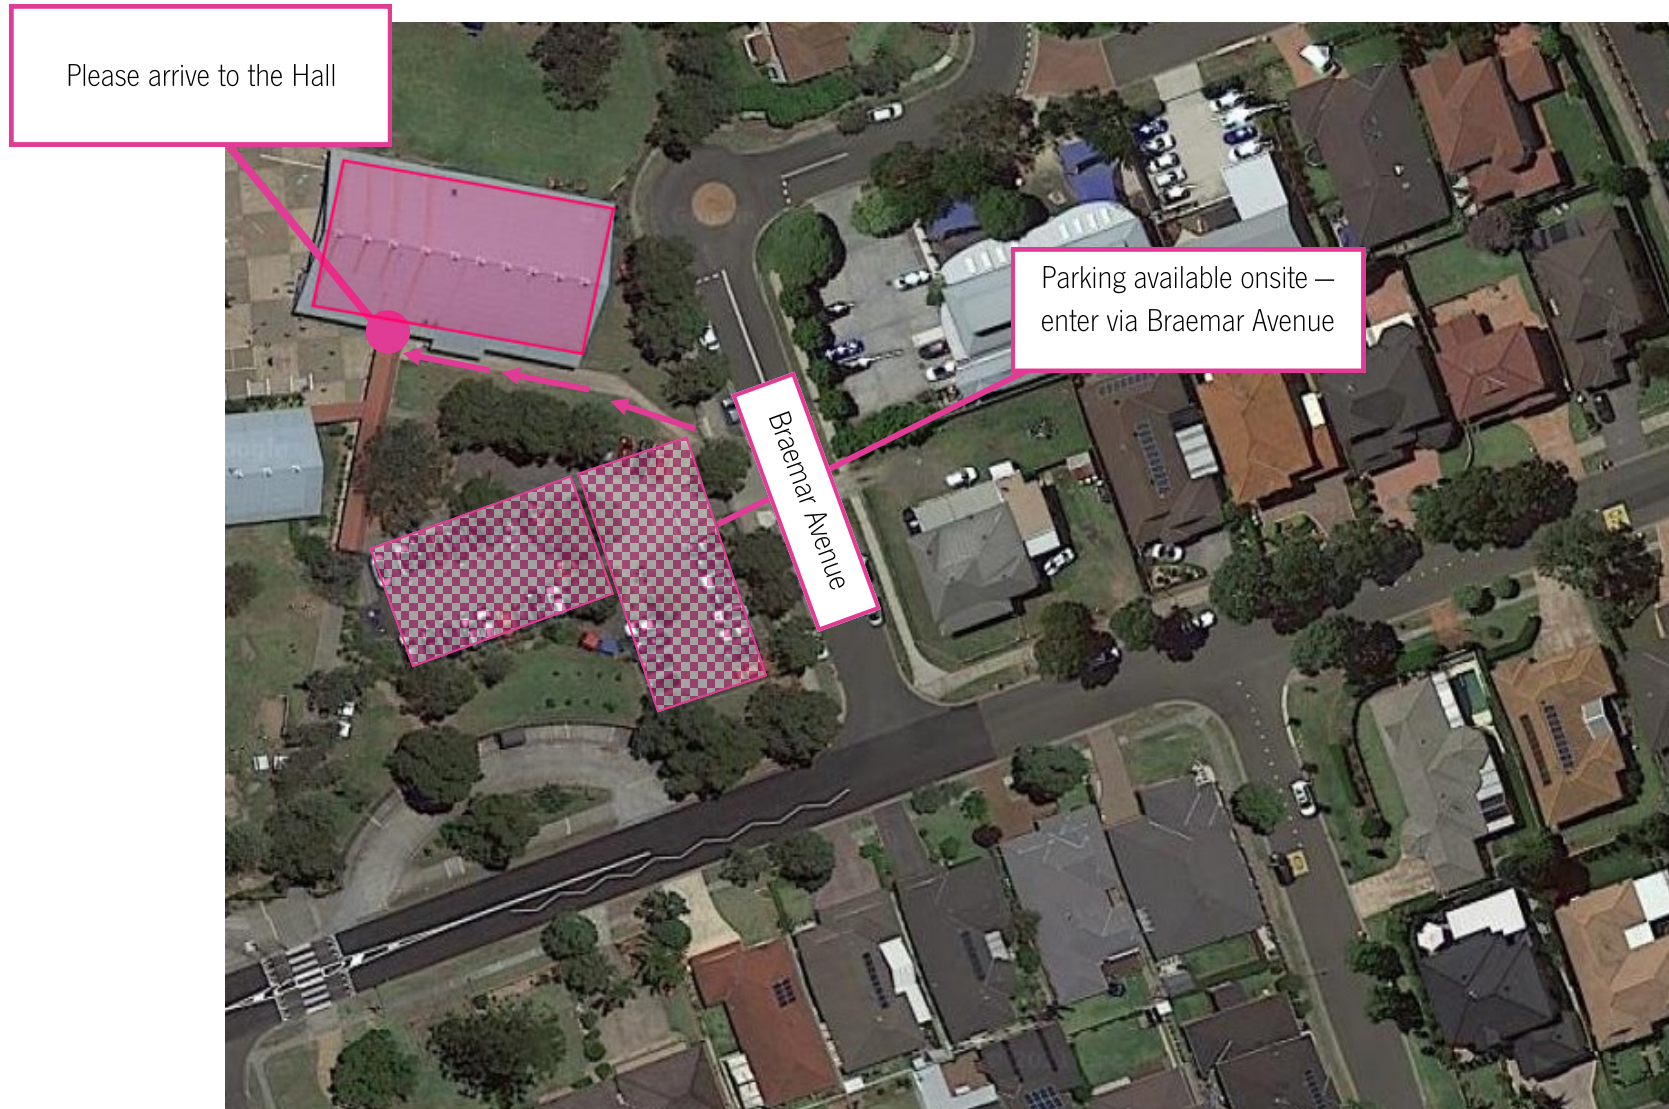 Please arrive to the Hall
Parking available onsite –
enter via Braemar Avenue
Braemar Avenue